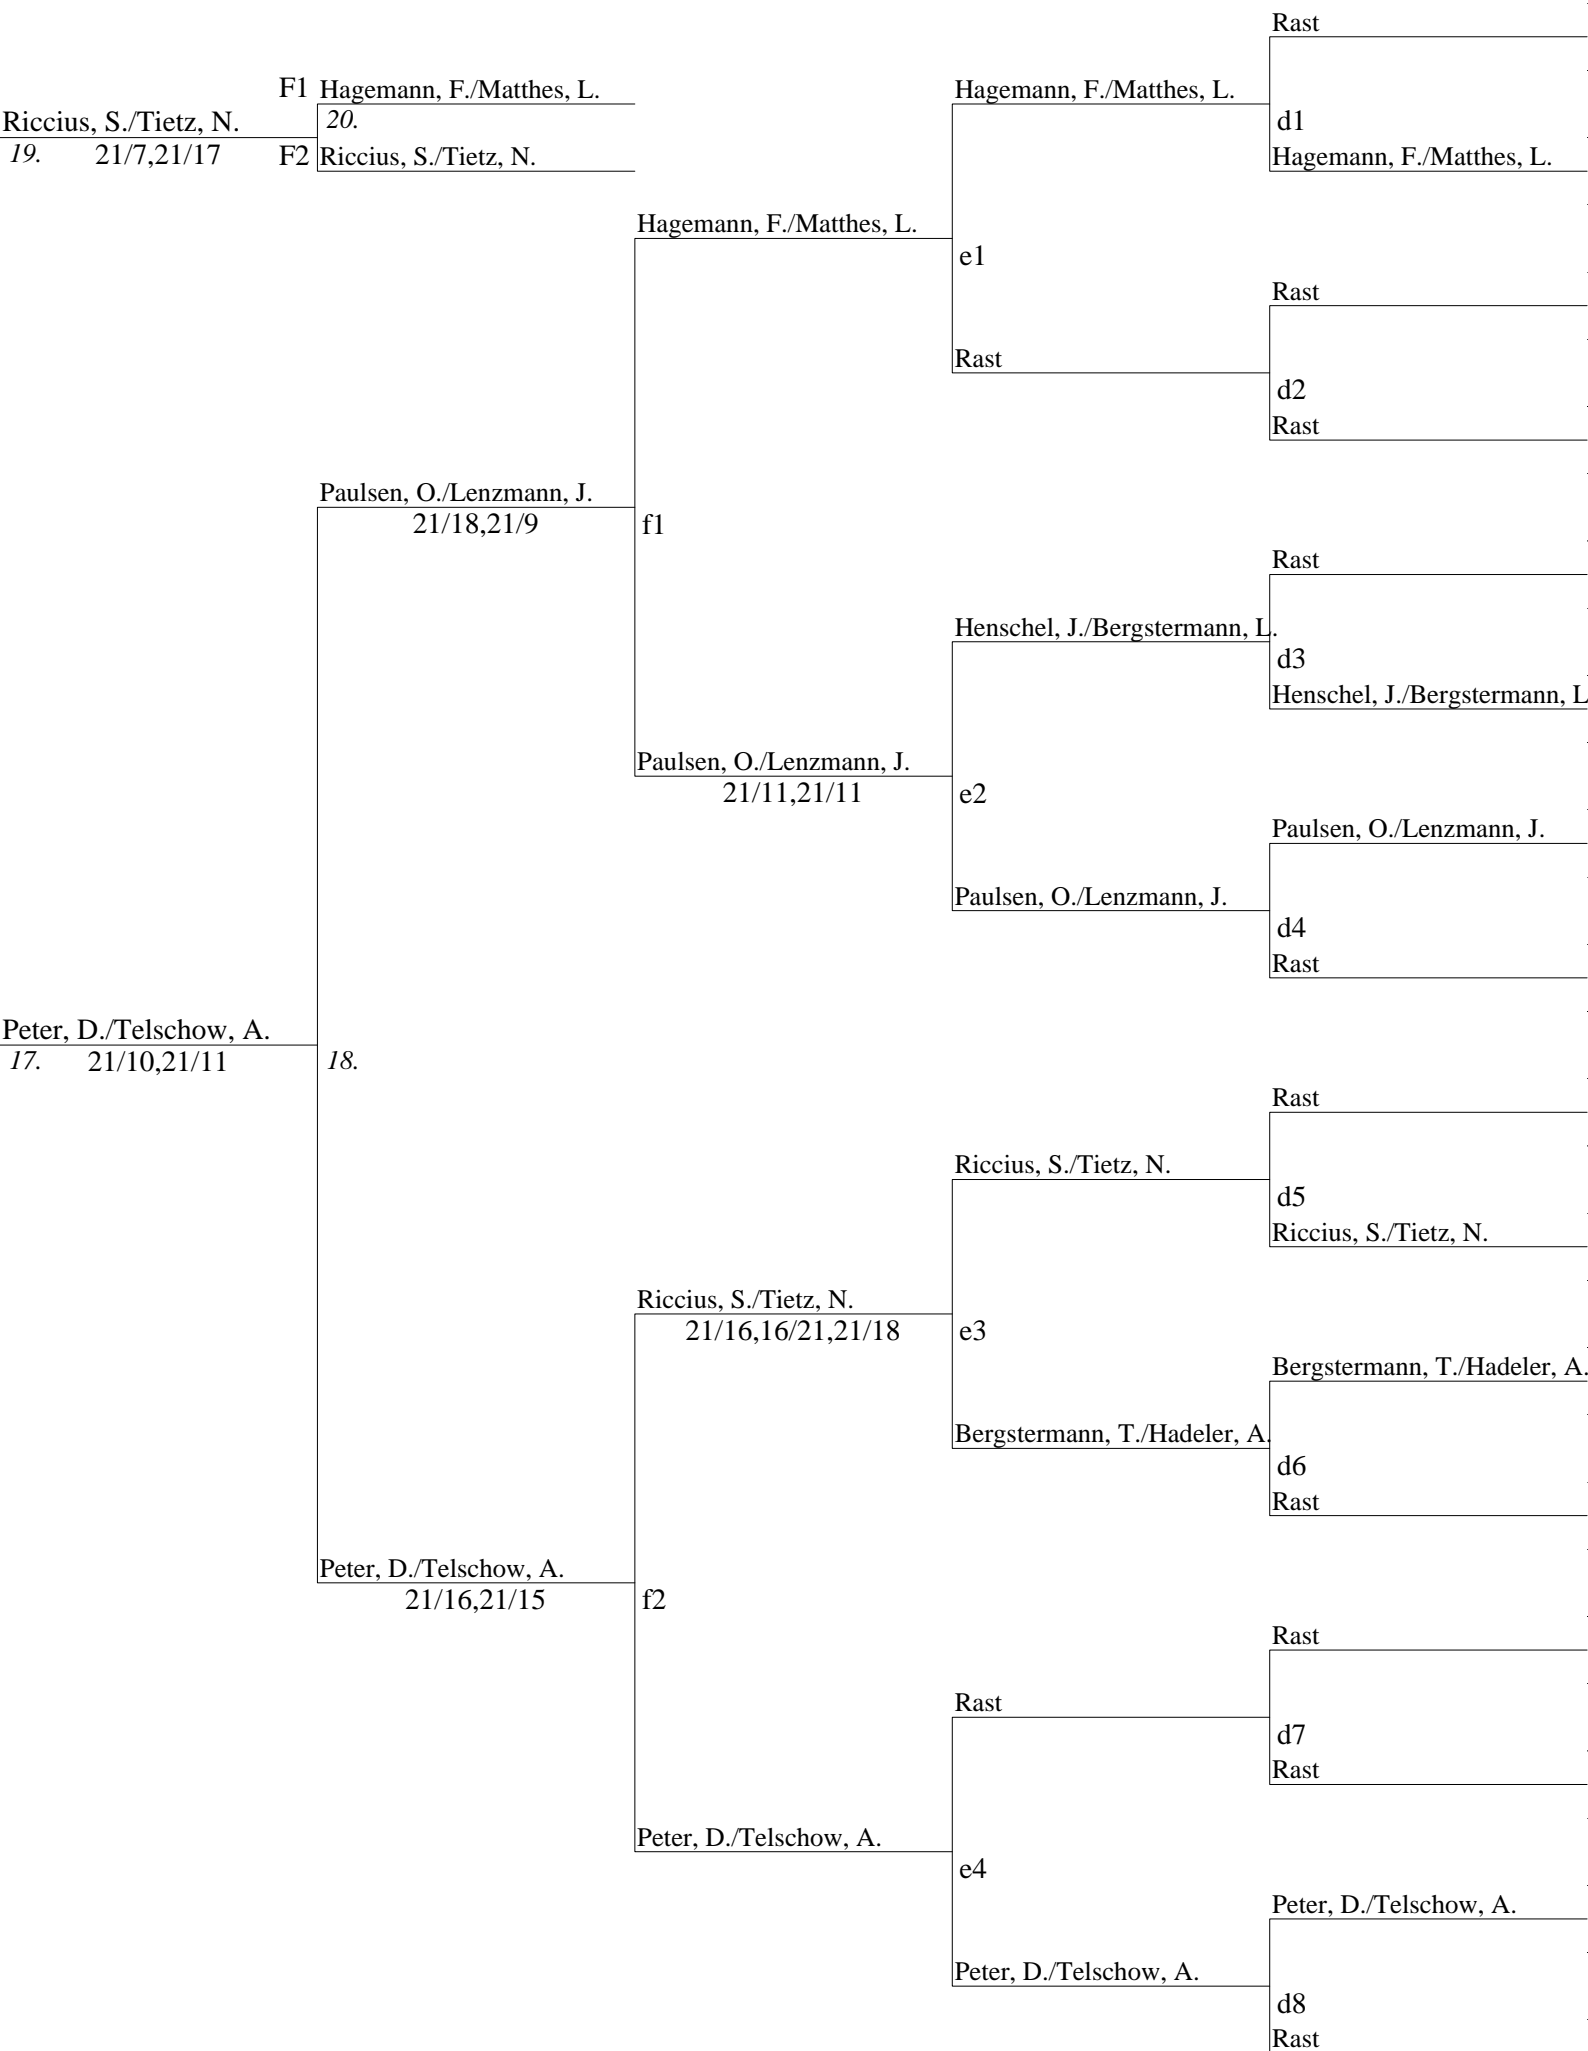 Rast
F1 Hagemann, F./Matthes, L.
Hagemann, F./Matthes, L.
Riccius, S./Tietz, N.
20.
d1
19. 21/7,21/17
F2 Riccius, S./Tietz, N.
Hagemann, F./Matthes, L.
Hagemann, F./Matthes, L.
e1
Rast
Rast
d2
Rast
Paulsen, O./Lenzmann, J.
21/18,21/9
f1
Rast
Henschel, J./Bergstermann, L.
d3
Henschel, J./Bergstermann, L
Paulsen, O./Lenzmann, J.
21/11,21/11
e2
Paulsen, O./Lenzmann, J.
Paulsen, O./Lenzmann, J.
d4
Rast
Peter, D./Telschow, A.
17. 21/10,21/11
18.
Rast
Riccius, S./Tietz, N.
d5
Riccius, S./Tietz, N.
Riccius, S./Tietz, N.
21/16,16/21,21/18
e3
Bergstermann, T./Hadeler, A.
Bergstermann, T./Hadeler, A.
d6
Rast
Peter, D./Telschow, A.
21/16,21/15
f2
Rast
Rast
d7
Rast
Peter, D./Telschow, A.
e4
Peter, D./Telschow, A.
Peter, D./Telschow, A.
d8
Rast